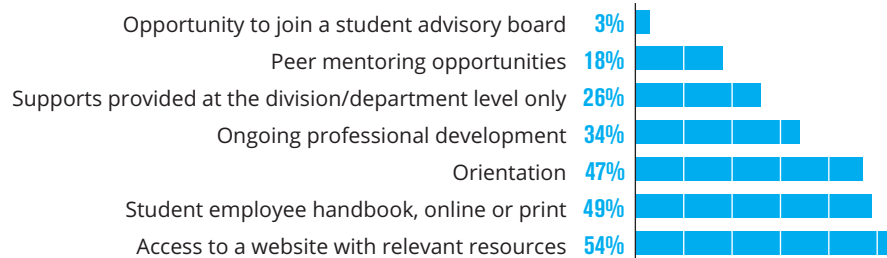 Opportunity to join a student advisory board 3%
Peer mentoring opportunities 18%
Supports provided at the division/department level only 26%
Ongoing professional development 34%
Orientation 47%
Student employee handbook, online or print 49%
Access to a website with relevant resources 54%